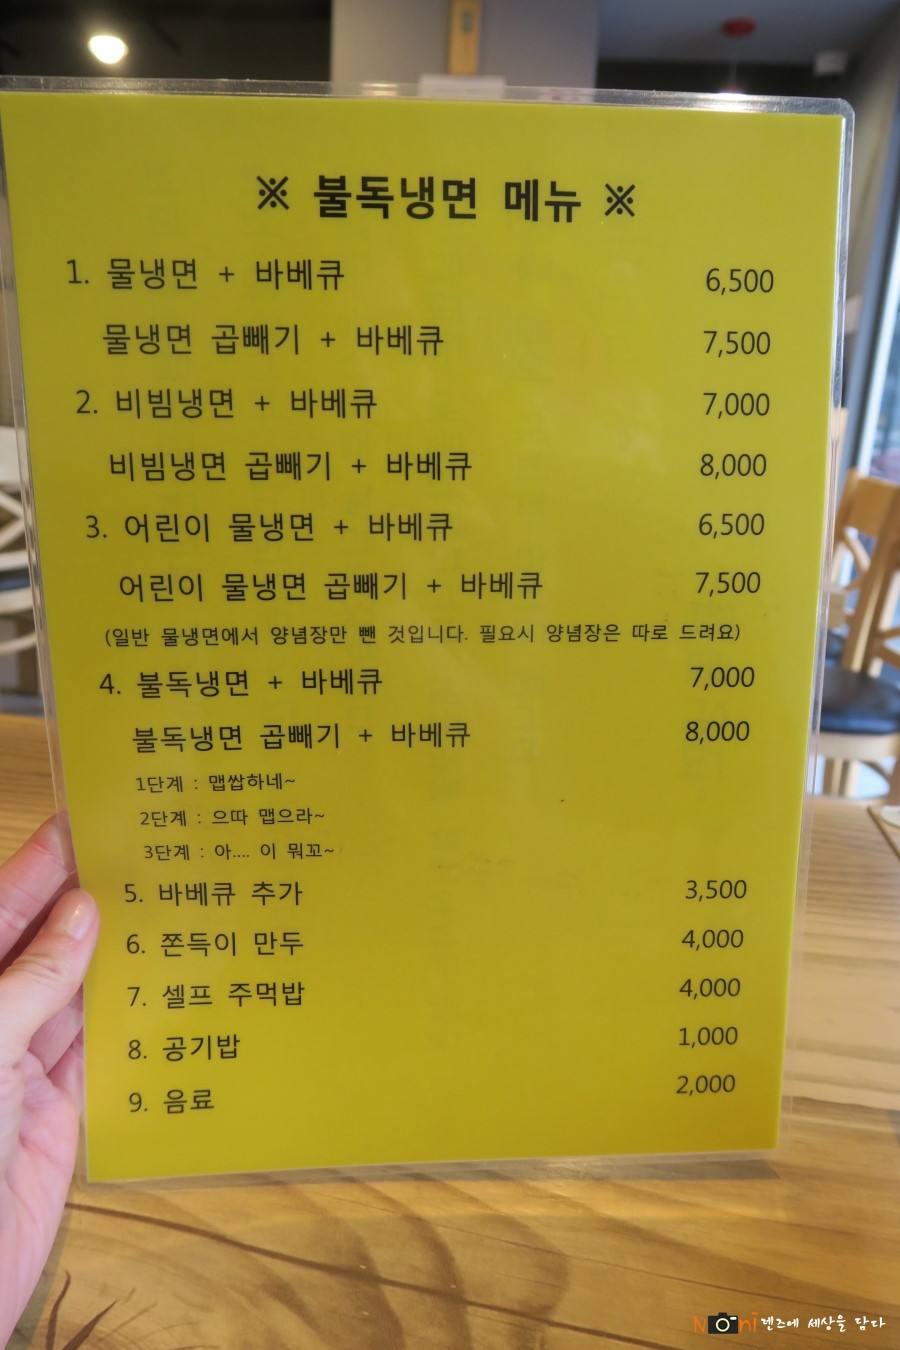 ※ 불독냉면 메뉴 ※
1. 물냉면 + 바베큐 6,500
물냉면 곱빼기 + 바베큐 7,500
2. 비빔냉면 + 바베큐 7,000
비빔냉면 곱빼기 + 바베큐 8,000
3. 어린이 물냉면 + 바베큐 6,500
어린이 물냉면 곱빼기 + 바베큐 7,500
(일반 물냉면에서 양념장만 뺀 것입니다. 필요시 양념장은 따로 드려요)
4. 불독냉면 + 바베큐 7,000
불독냉면 곱빼기 + 바베큐 8,000
1단계 : 맵쌉하네~
2단계 : 으따 맵으라~
3단계 : 아.... 이 뭐꼬~
5. 바베큐 추가 3,500
6. 쫀득이 만두 4,000
7. 셀프 주먹밥 4,000
8. 공기밥 1,000
9. 음료 2,000
Noni 렌즈에 세상을 담다